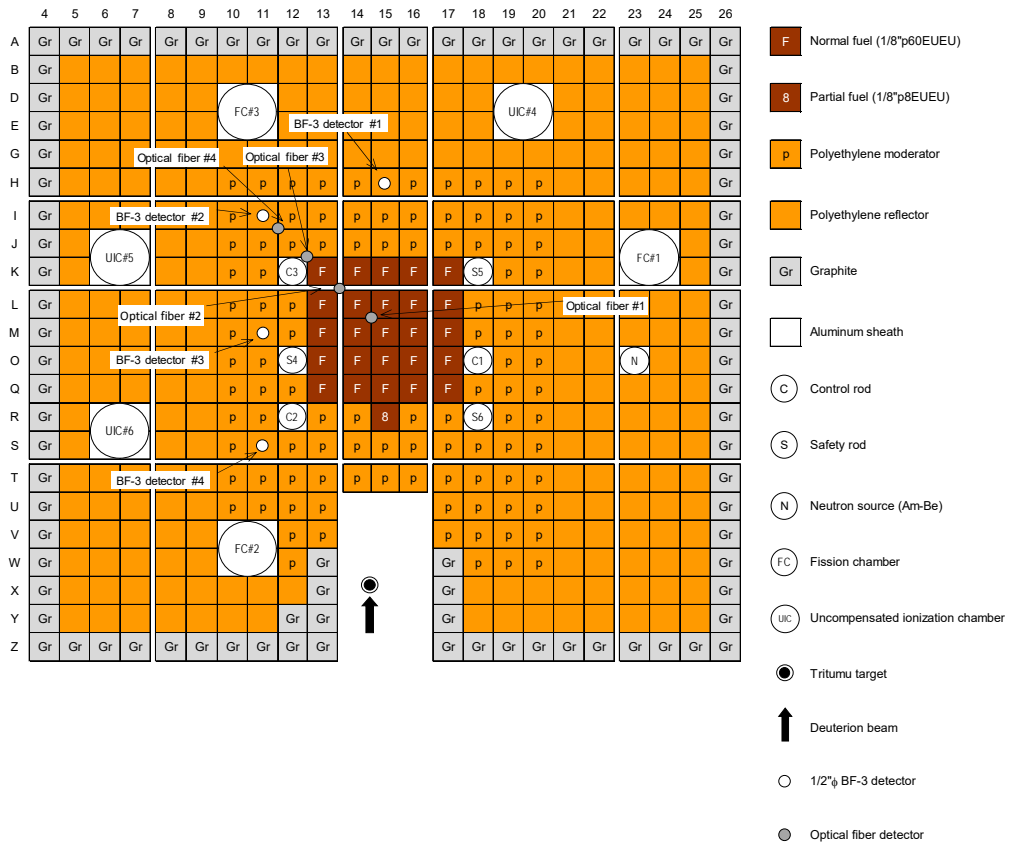 4 5 6 7 8 9 10 11 12 13 14 15 16 17 18 19 20 21 22 23 24 25 26
A Gr Gr Gr Gr Gr Gr Gr Gr Gr Gr Gr Gr Gr Gr Gr Gr Gr Gr Gr Gr Gr Gr Gr
B Gr Gr
D Gr Gr
FC#3 UIC#4
E Gr Gr
BF-3 detector #1
G Gr Gr
Optical fiber #4 Optical fiber #3
H Gr p p p p p p p p p p Gr
I Gr p p p p p p p p p p Gr
BF-3 detector #2
J Gr p p p p p p p p p p p Gr
UIC#5 FC#1
K Gr p p C3 F F F F F S5 p p Gr
L Gr p p p F F F F F p p p Gr
Optical fiber #2 Optical fiber #1
M Gr p p F F F F F p p p Gr
BF-3 detector #3
O Gr p p S4 F F F F F C1 p p N Gr
Q Gr p p p F F F F F p p p Gr
R Gr p p C2 p p 8 p p S6 p p Gr
UIC#6
S Gr p p p p p p p p p p Gr
BF-3 detector #4
T Gr p p p p p p p p p p p Gr
U Gr p p p p p p p p Gr
V Gr p p p p p p Gr
FC#2
W Gr p Gr Gr p p p Gr
X Gr Gr Gr Gr
Y Gr Gr Gr Gr Gr
Z Gr Gr Gr Gr Gr Gr Gr Gr Gr Gr Gr Gr Gr Gr Gr Gr Gr Gr Gr Gr
F Normal fuel (1/8"p60EUEU)
8 Partial fuel (1/8"p8EUEU)
p Polyethylene moderator
Polyethylene reflector
Gr Graphite
Aluminum sheath
C Control rod
S Safety rod
N Neutron source (Am-Be)
FC Fission chamber
UIC Uncompensated ionization chamber
Tritumu target
Deuterion beam
1/2"ϕ BF-3 detector
Optical fiber detector